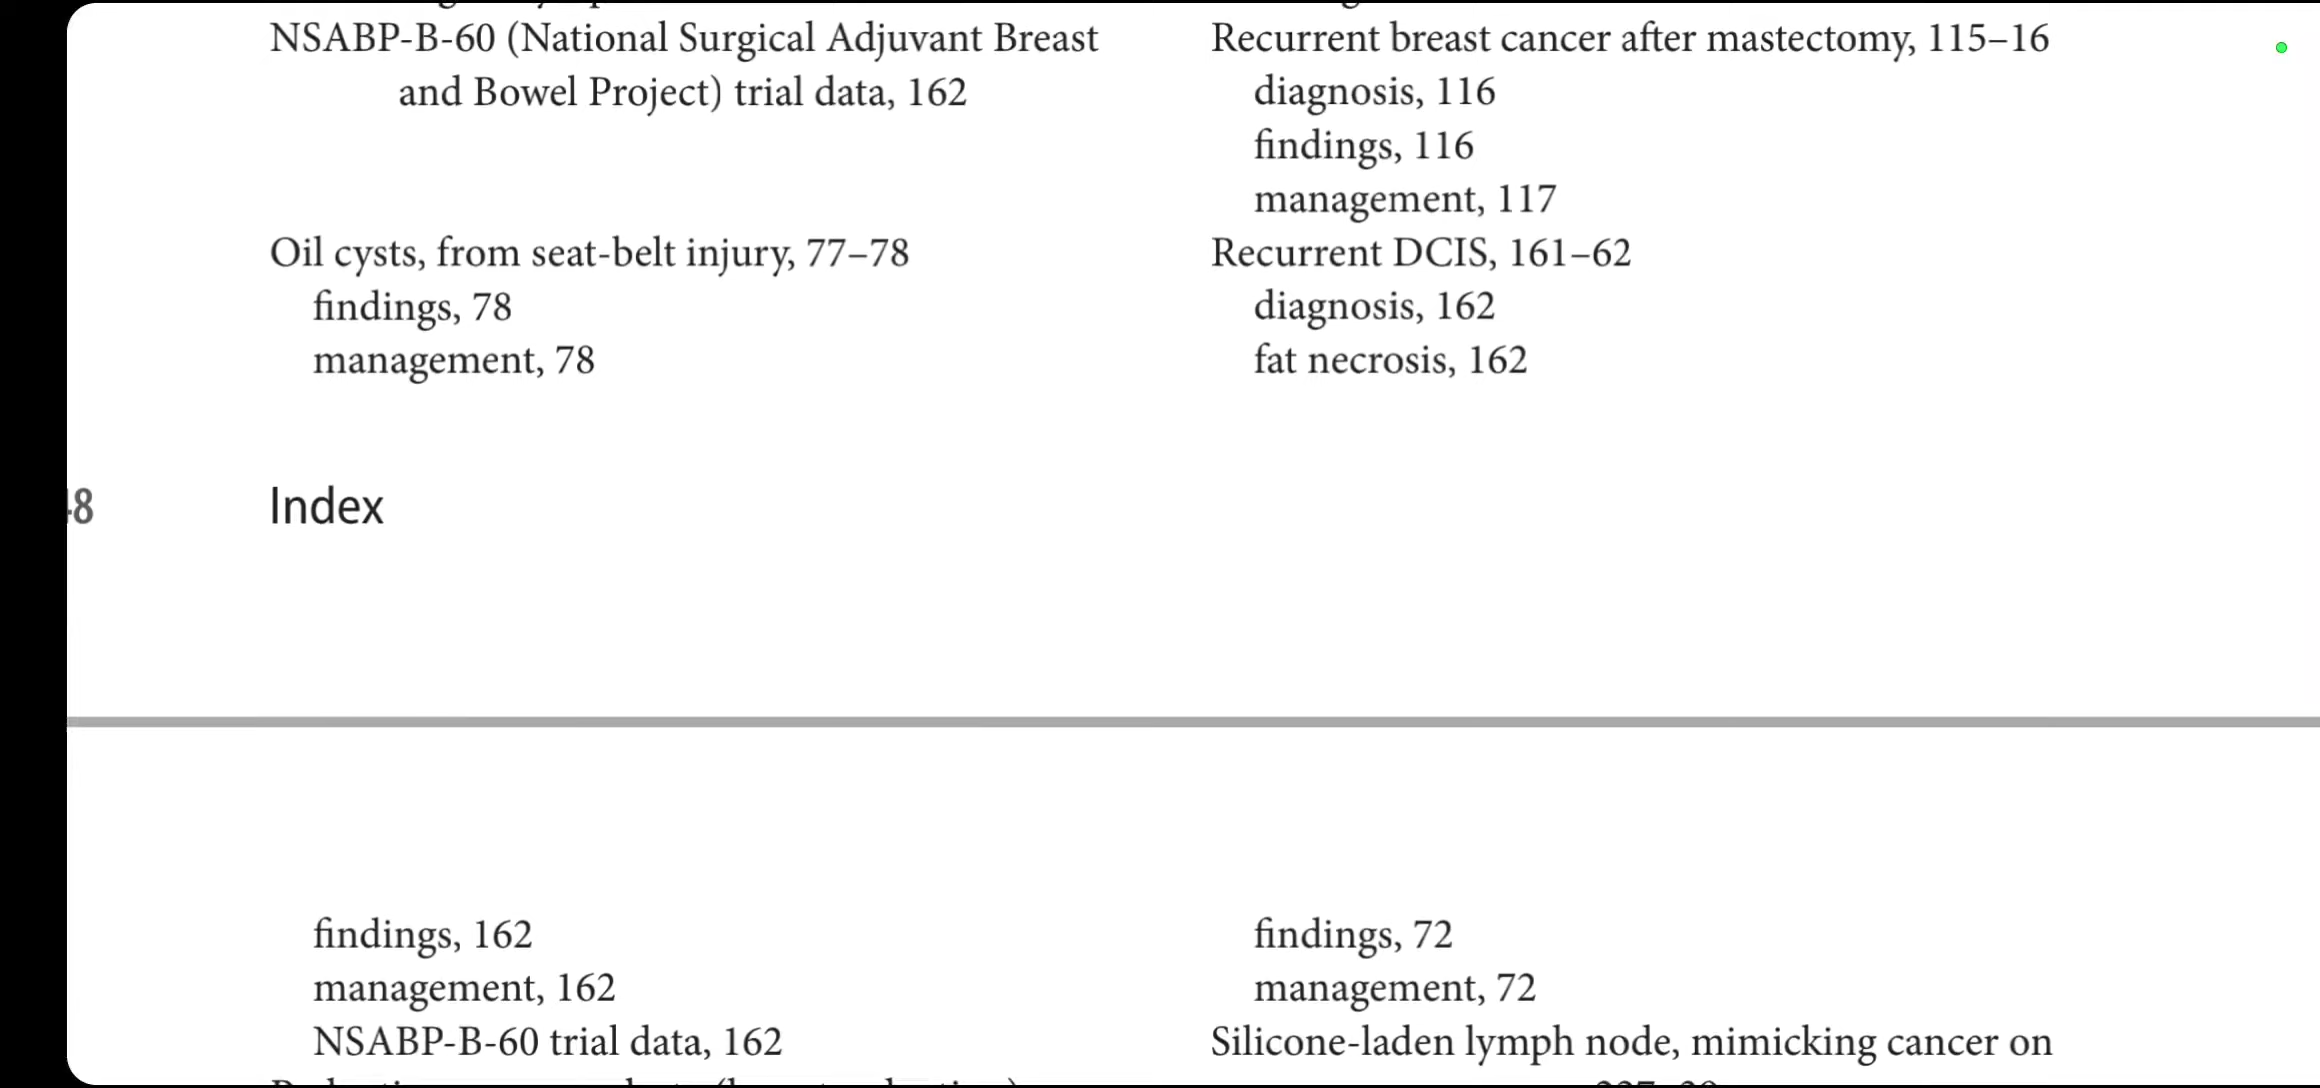 NSABP-B-60 (National Surgical Adjuvant Breast
and Bowel Project) trial data, 162
Oil cysts, from seat-belt injury, 77–78
findings, 78
management, 78
Recurrent breast cancer after mastectomy, 115–16
diagnosis, 116
findings, 116
management, 117
Recurrent DCIS, 161–62
diagnosis, 162
fat necrosis, 162
8
Index
findings, 162
management, 162
NSABP-B-60 trial data, 162
findings, 72
management, 72
Silicone-laden lymph node, mimicking cancer on